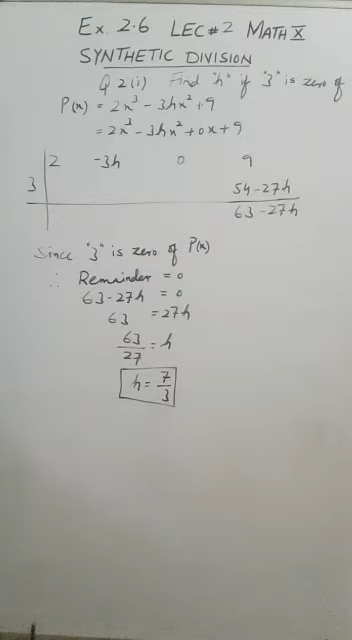 Ex. 2.6 LEC#2 MATH X
SYNTHETIC DIVISION
Q 2(i) Find "h" if "3" is zero of
P(x) = 2x³ - 3hx² + 9
= 2x³ - 3hx² + 0x + 9
2 -3h 0 9
3 54-27h
63-27h
Since "3" is zero of P(x)
∴ Remainder = 0
63-27h = 0
63 = 27h
63/27 = h
h = 7/3